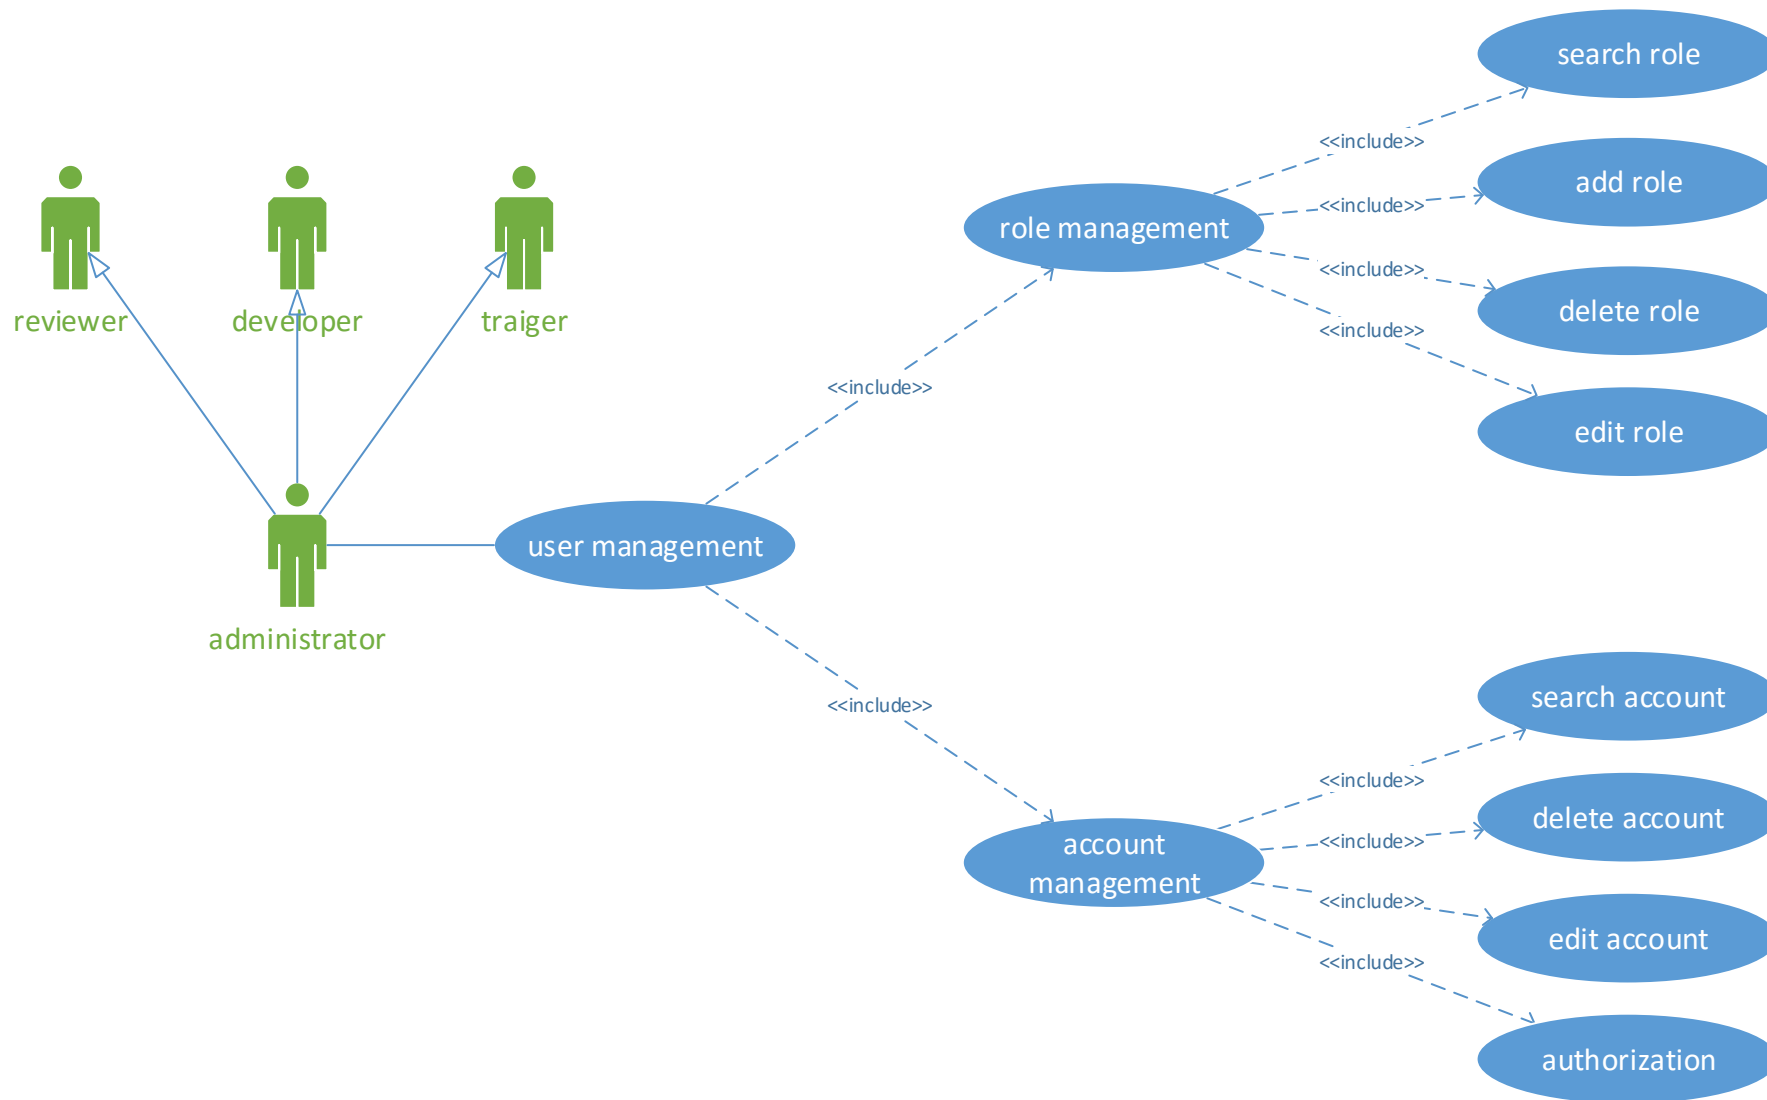 search role
<<include>>
add role
<<include>>
role management
<<include>>
delete role
<<include>>
edit role
reviewer
developer
traiger
<<include>>
user management
administrator
<<include>>
search account
<<include>>
delete account
<<include>>
account
management
<<include>>
edit account
<<include>>
authorization